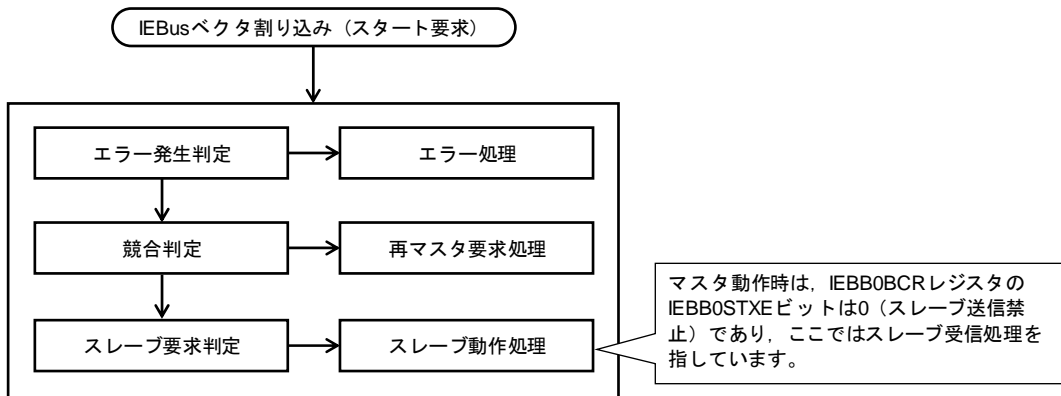 IEBusベクタ割り込み（スタート要求）
エラー発生判定
エラー処理
競合判定
再マスタ要求処理
スレーブ要求判定
スレーブ動作処理
マスタ動作時は，IEBB0BCRレジスタの
IEBB0STXEビットは0（スレーブ送信禁
止）であり，ここではスレーブ受信処理を
指しています。